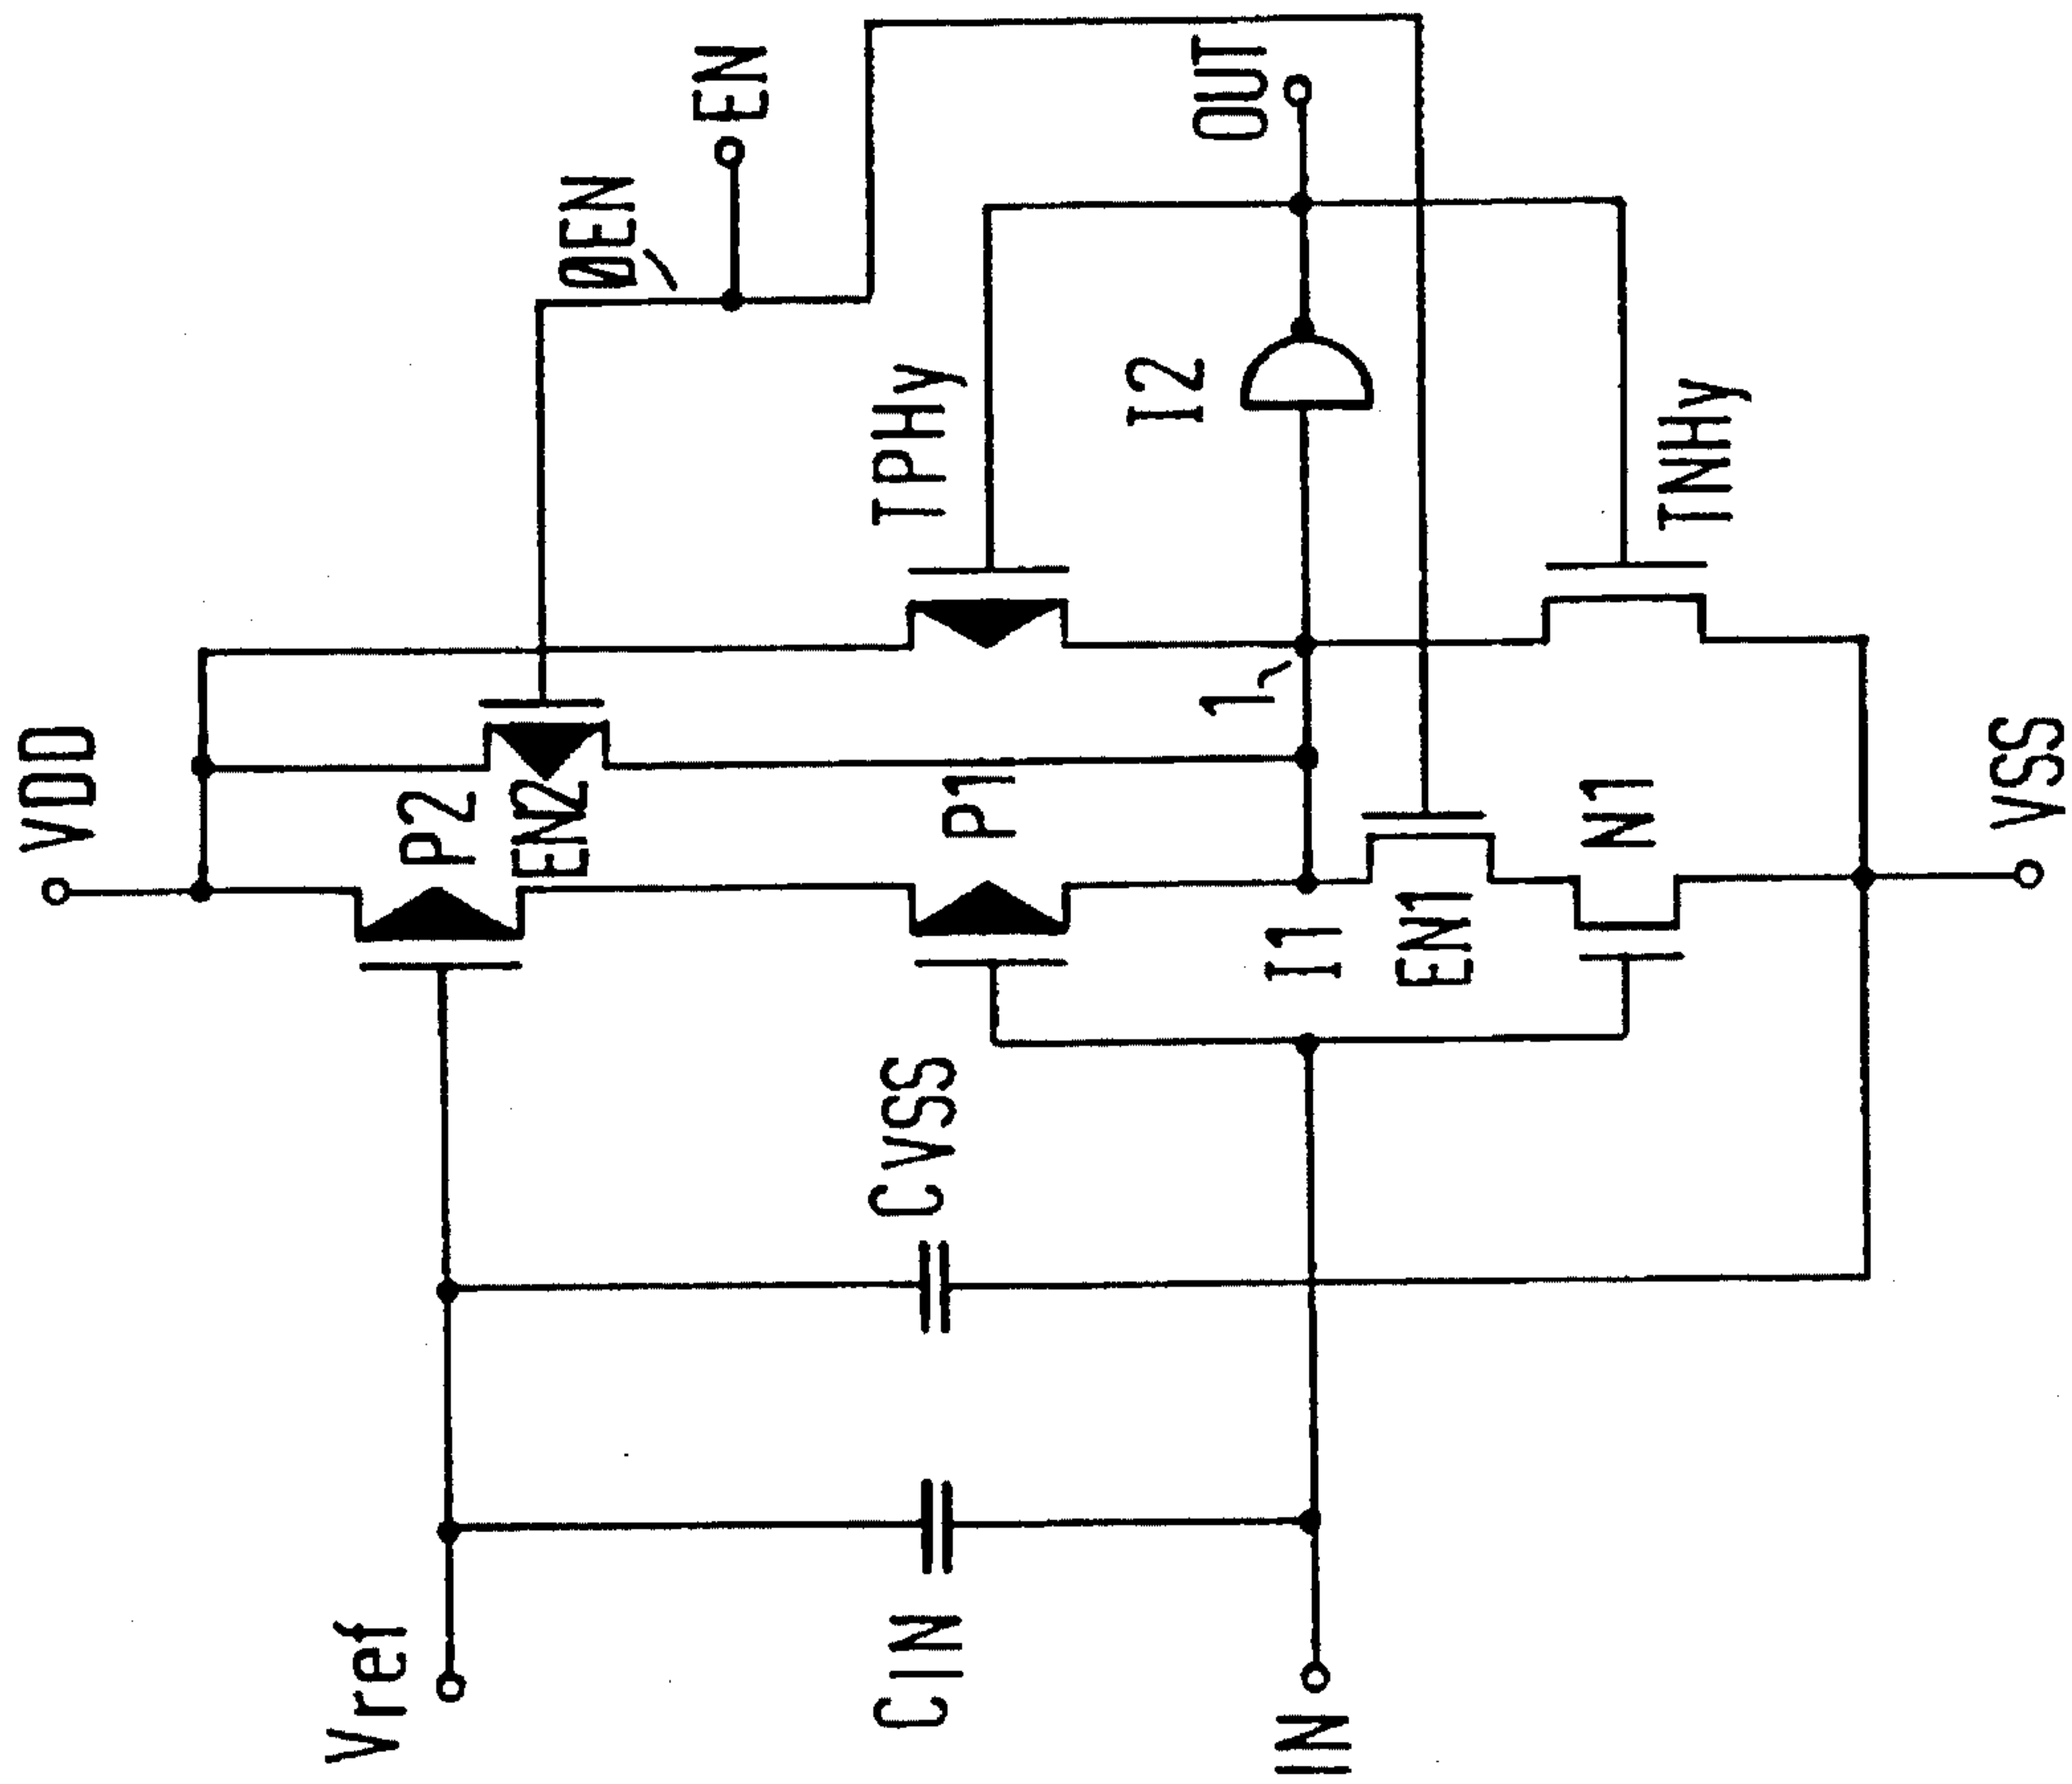 VDD
P2
EN2
ØEN
EN
TPHy
P1
1
I2
OUT
Vref
CIN
CVSS
I1
EN1
N1
TNHy
IN
VSS